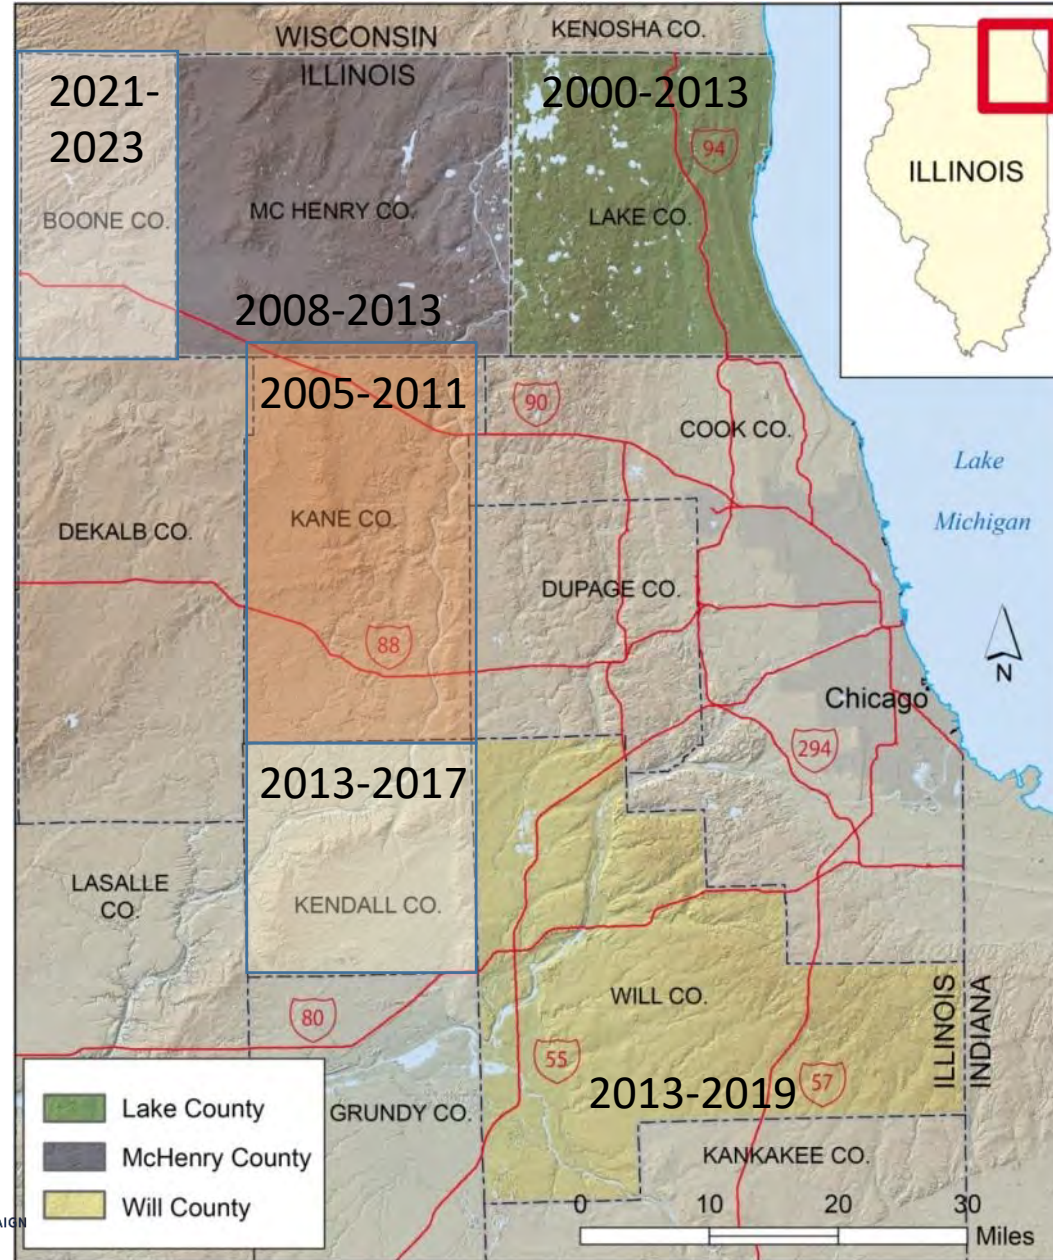 WISCONSIN
KENOSHA CO.
ILLINOIS
2021-
2023
2000-2013
94
ILLINOIS
BOONE CO.
MC HENRY CO.
LAKE CO.
2008-2013
2005-2011
90
COOK CO.
Lake
Michigan
DEKALB CO.
KANE CO.
DUPAGE CO.
88
N
Chicago
294
2013-2017
LASALLE
CO.
KENDALL CO.
WILL CO.
80
55
57
ILLINOIS
INDIANA
2013-2019
GRUNDY CO.
KANKAKEE CO.
Lake County
McHenry County
Will County
0 10 20 30
Miles
AIGN